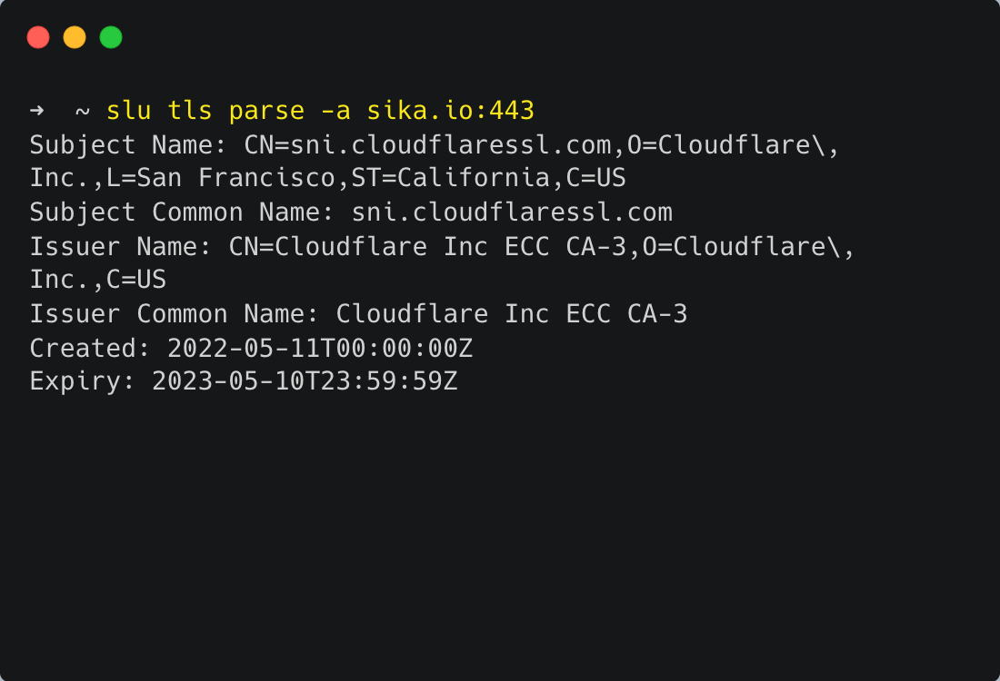 ➜  ~ slu tls parse -a sika.io:443
Subject Name: CN=sni.cloudflaressl.com,O=Cloudflare\,
Inc.,L=San Francisco,ST=California,C=US
Subject Common Name: sni.cloudflaressl.com
Issuer Name: CN=Cloudflare Inc ECC CA-3,O=Cloudflare\,
Inc.,C=US
Issuer Common Name: Cloudflare Inc ECC CA-3
Created: 2022-05-11T00:00:00Z
Expiry: 2023-05-10T23:59:59Z